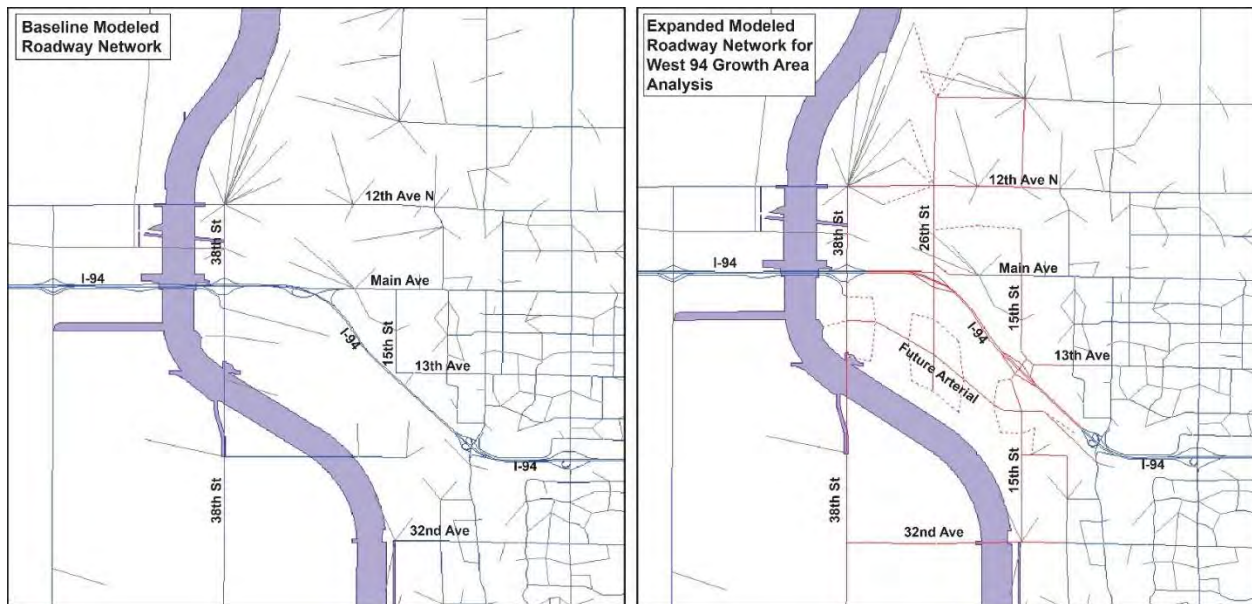 Baseline Modeled
Roadway Network
12th Ave N
38th St
I-94
Main Ave
I-94
15th St
13th Ave
I-94
38th St
32nd Ave
Expanded Modeled
Roadway Network for
West 94 Growth Area
Analysis
12th Ave N
38th St
26th St
I-94
Main Ave
I-94
15th St
13th Ave
Future Arterial
I-94
15th St
38th St
32nd Ave